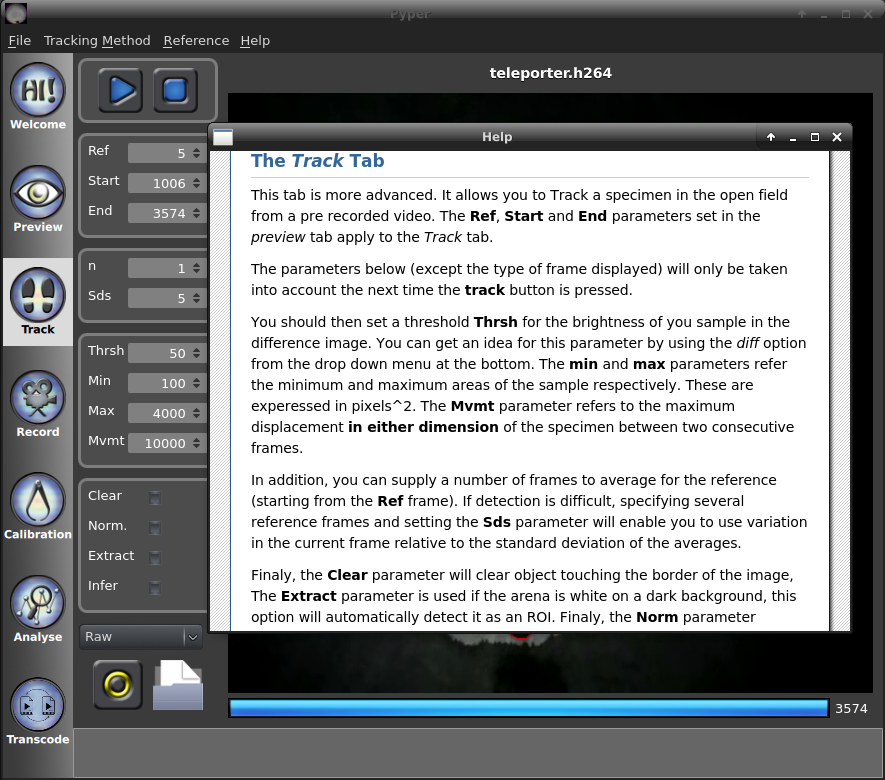 Pyper
File Tracking Method Reference Help
HI!
Welcome
Preview
Track
Record
Calibration
Analyse
Transcode
Ref 5
Start 1006
End 3574
n 1
Sds 5
Thrsh 50
Min 100
Max 4000
Mvmt 10000
Clear
Norm.
Extract
Infer
Raw
teleporter.h264
Help
The Track Tab
This tab is more advanced. It allows you to Track a specimen in the open field
from a pre recorded video. The Ref, Start and End parameters set in the
preview tab apply to the Track tab.
The parameters below (except the type of frame displayed) will only be taken
into account the next time the track button is pressed.
You should then set a threshold Thrsh for the brightness of you sample in the
difference image. You can get an idea for this parameter by using the diff option
from the drop down menu at the bottom. The min and max parameters refer
the minimum and maximum areas of the sample respectively. These are
experessed in pixels^2. The Mvmt parameter refers to the maximum
displacement in either dimension of the specimen between two consecutive
frames.
In addition, you can supply a number of frames to average for the reference
(starting from the Ref frame). If detection is difficult, specifying several
reference frames and setting the Sds parameter will enable you to use variation
in the current frame relative to the standard deviation of the averages.
Finaly, the Clear parameter will clear object touching the border of the image,
The Extract parameter is used if the arena is white on a dark background, this
option will automatically detect it as an ROI. Finaly, the Norm parameter
3574